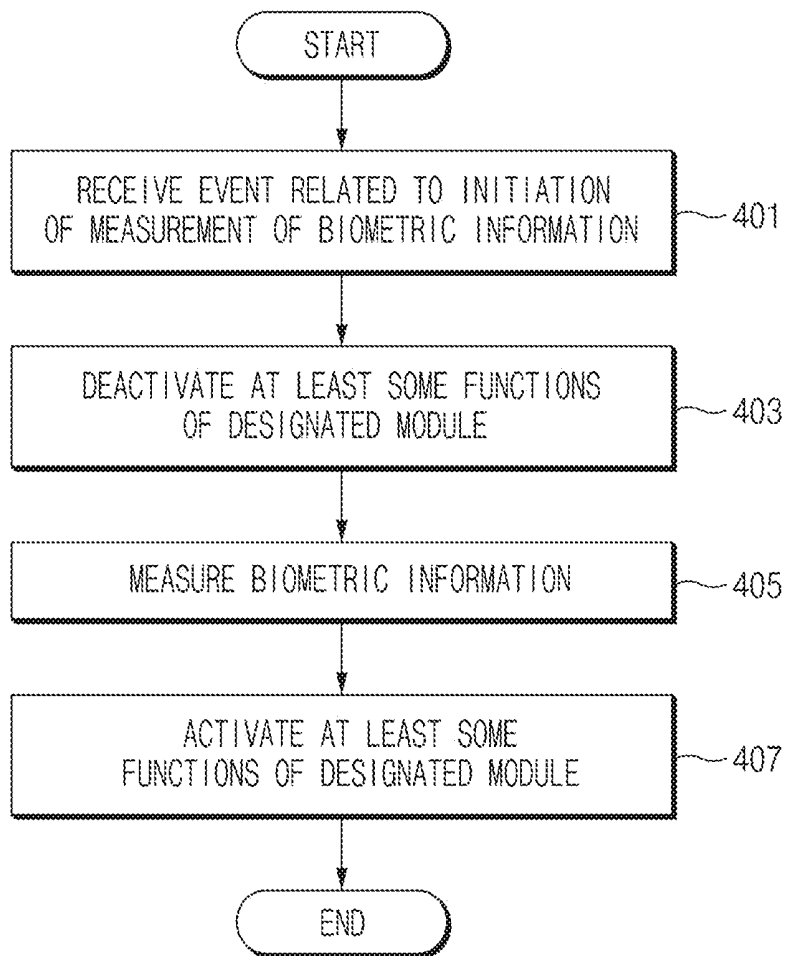 START
RECEIVE EVENT RELATED TO INITIATION
OF MEASUREMENT OF BIOMETRIC INFORMATION
401
DEACTIVATE AT LEAST SOME FUNCTIONS
OF DESIGNATED MODULE
403
MEASURE BIOMETRIC INFORMATION
405
ACTIVATE AT LEAST SOME
FUNCTIONS OF DESIGNATED MODULE
407
END